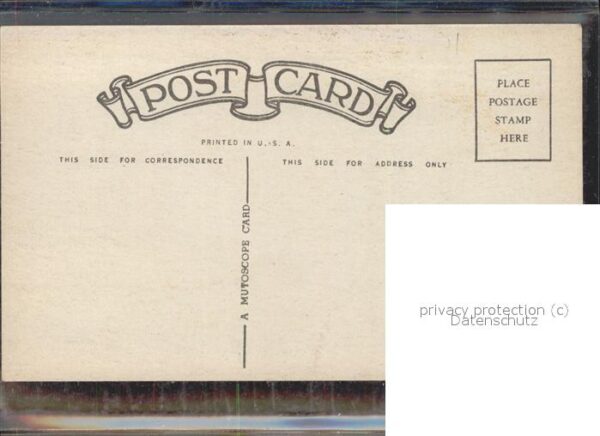 POST CARD
PLACE
POSTAGE
STAMP
HERE
PRINTED IN U. S. A.
THIS SIDE FOR CORRESPONDENCE
THIS SIDE FOR ADDRESS ONLY
A MUTOSCOPE CARD
privacy protection (c)
Datenschutz